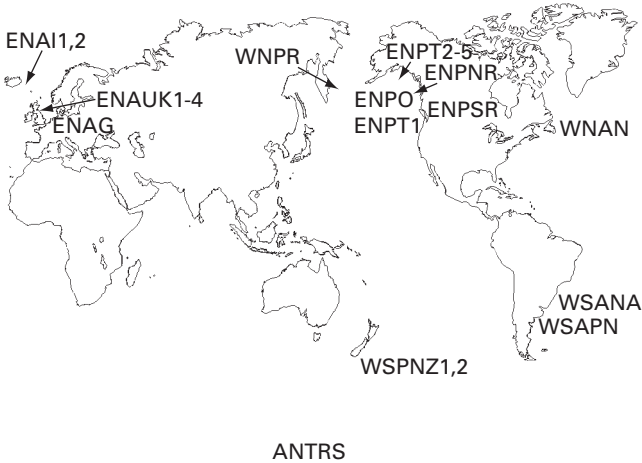 ENAI1,2
WNPR
ENPT2-5
ENPNR
ENAUK1-4
ENPO
ENPSR
ENAG
ENPT1
WNAN
WSANA
WSAPN
WSPNZ1,2
ANTRS